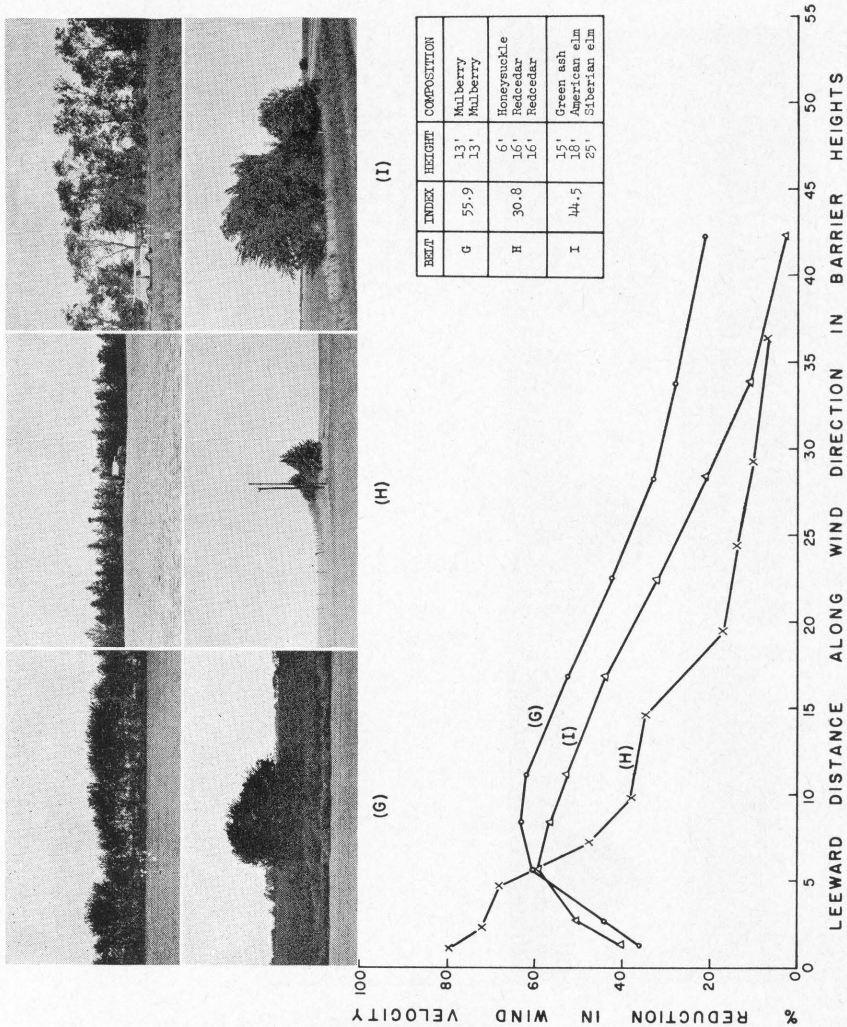 (G)
(H)
(I)
BELT INDEX HEIGHT COMPOSITION
G 55.9 13' Mulberry
13' Mulberry
H 30.8 6' Honeysuckle
16' Redcedar
16' Redcedar
I 44.5 15' Green ash
18' American elm
25' Siberian elm
% REDUCTION IN WIND VELOCITY
100
80
60
40
20
0
(G)
(I)
(H)
0 5 10 15 20 25 30 35 40 45 50 55
LEEWARD DISTANCE ALONG WIND DIRECTION IN BARRIER HEIGHTS